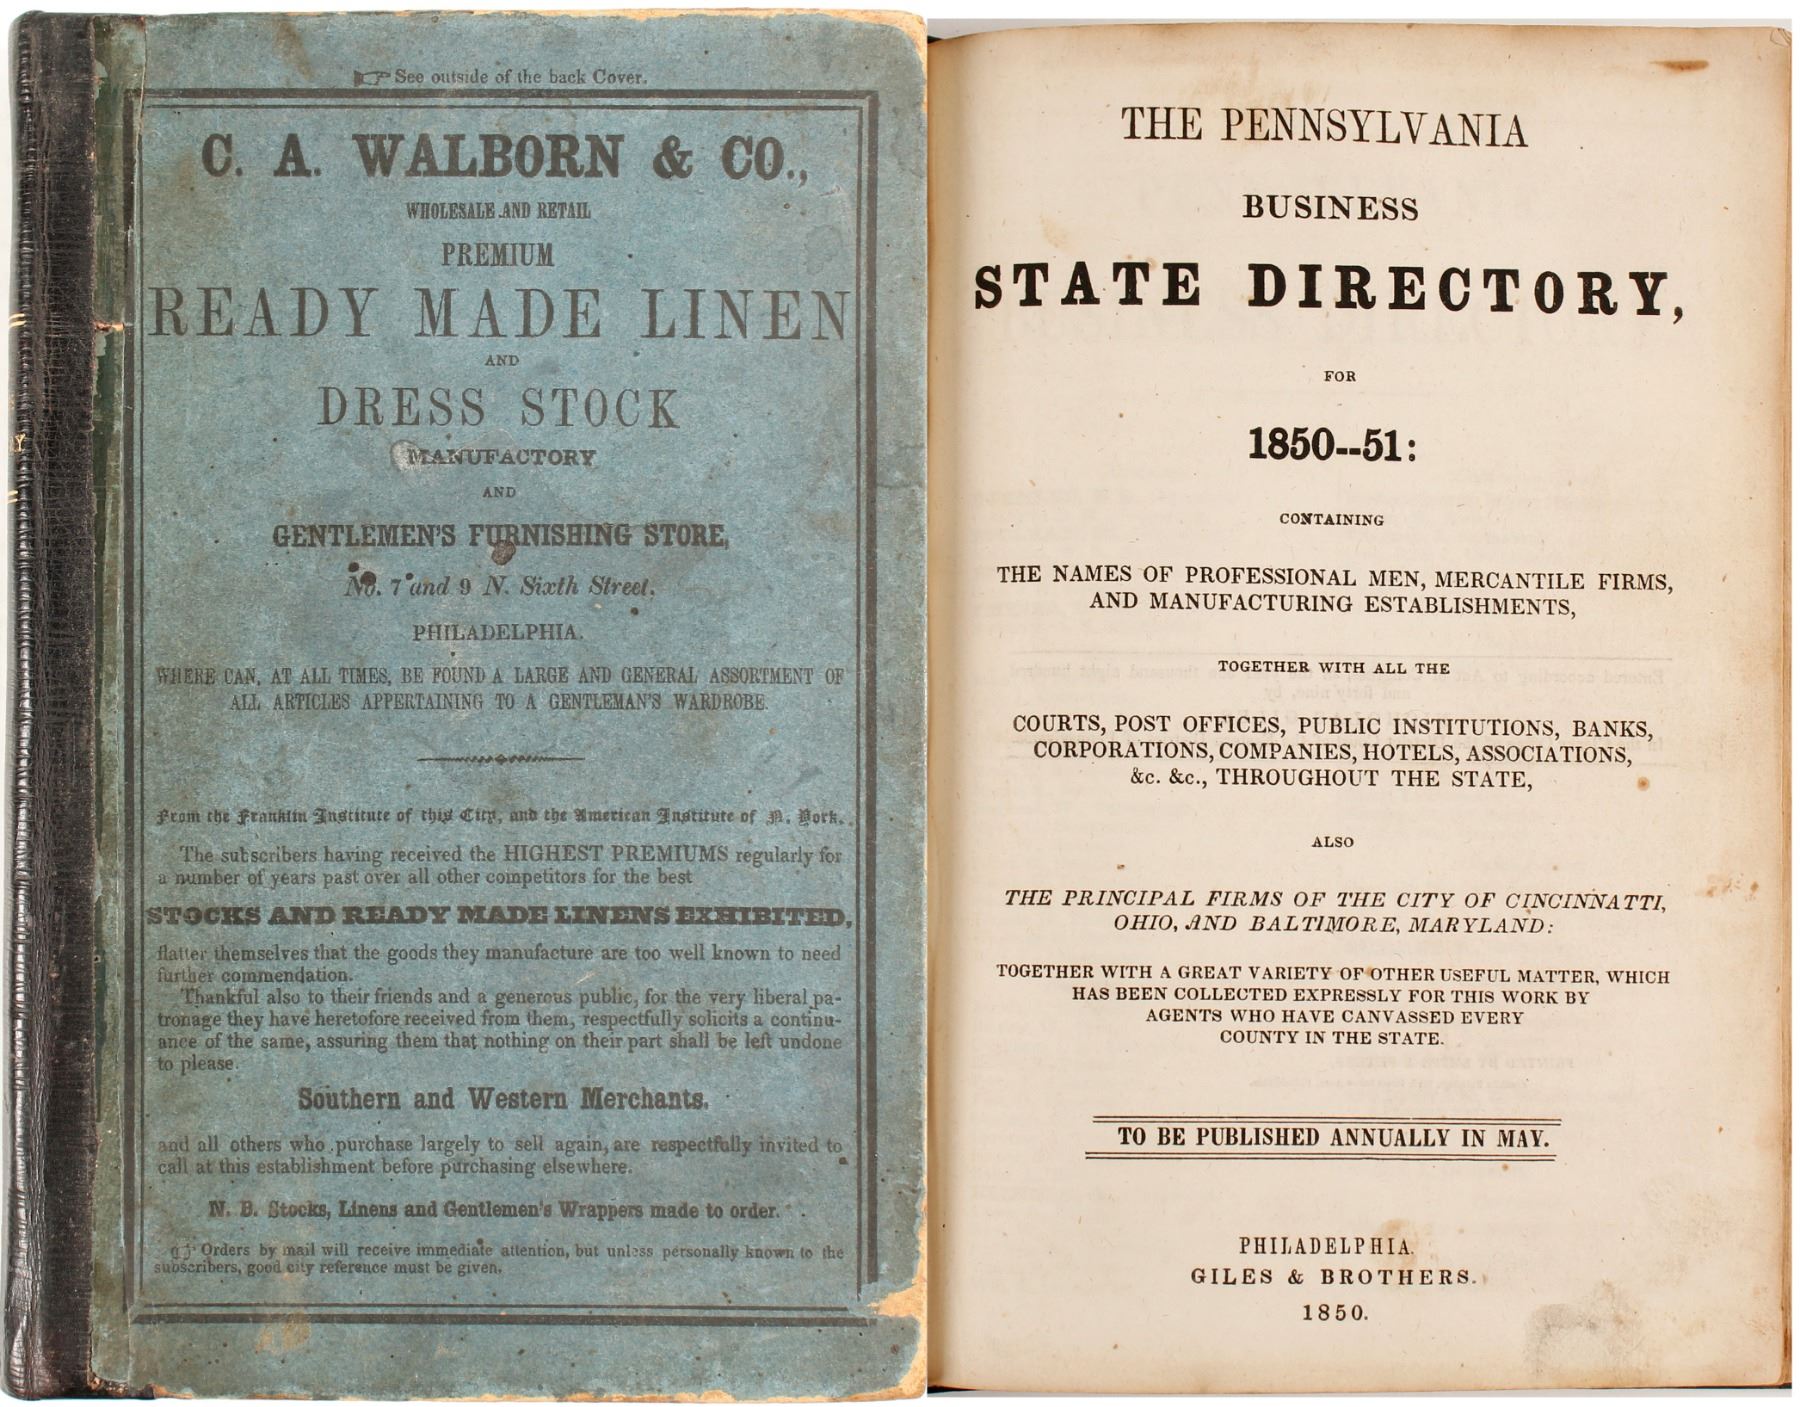 ☞ See outside of the back Cover.
C. A. WALBORN & CO.,
WHOLESALE AND RETAIL
PREMIUM
READY MADE LINEN
AND
DRESS STOCK
MANUFACTORY
AND
GENTLEMEN'S FURNISHING STORE,
No. 7 and 9 N. Sixth Street.
PHILADELPHIA.
WHERE CAN, AT ALL TIMES, BE FOUND A LARGE AND GENERAL ASSORTMENT OF
ALL ARTICLES APPERTAINING TO A GENTLEMAN'S WARDROBE.
From the Franklin Institute of this City, and the American Institute of N. York.
The subscribers having received the HIGHEST PREMIUMS regularly for
a number of years past over all other competitors for the best
STOCKS AND READY MADE LINENS EXHIBITED,
flatter themselves that the goods they manufacture are too well known to need
further commendation.
Thankful also to their friends and a generous public, for the very liberal pa-
tronage they have heretofore received from them, respectfully solicits a continu-
ance of the same, assuring them that nothing on their part shall be left undone
to please.
Southern and Western Merchants,
and all others who purchase largely to sell again, are respectfully invited to
call at this establishment before purchasing elsewhere.
N. B. Stocks, Linens and Gentlemen's Wrappers made to order.
Orders by mail will receive immediate attention, but unless personally known to the
subscribers, good city reference must be given.
THE PENNSYLVANIA
BUSINESS
STATE DIRECTORY,
FOR
1850--51:
CONTAINING
THE NAMES OF PROFESSIONAL MEN, MERCANTILE FIRMS,
AND MANUFACTURING ESTABLISHMENTS,
TOGETHER WITH ALL THE
COURTS, POST OFFICES, PUBLIC INSTITUTIONS, BANKS,
CORPORATIONS, COMPANIES, HOTELS, ASSOCIATIONS,
&c. &c., THROUGHOUT THE STATE,
ALSO
THE PRINCIPAL FIRMS OF THE CITY OF CINCINNATTI,
OHIO, AND BALTIMORE, MARYLAND:
TOGETHER WITH A GREAT VARIETY OF OTHER USEFUL MATTER, WHICH
HAS BEEN COLLECTED EXPRESSLY FOR THIS WORK BY
AGENTS WHO HAVE CANVASSED EVERY
COUNTY IN THE STATE.
TO BE PUBLISHED ANNUALLY IN MAY.
PHILADELPHIA.
GILES & BROTHERS.
1850.